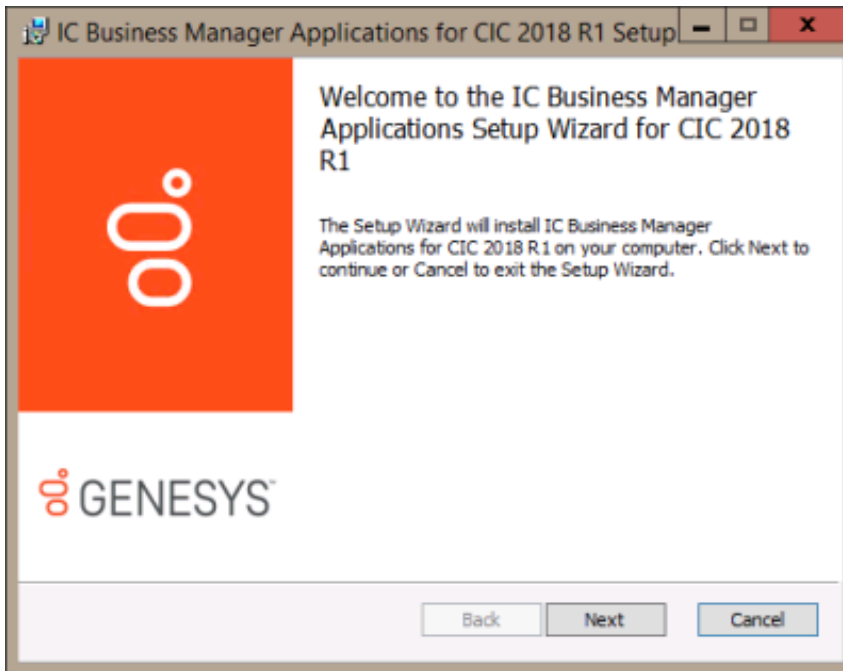 IC Business Manager Applications for CIC 2018 R1 Setup
Welcome to the IC Business Manager
Applications Setup Wizard for CIC 2018
R1
The Setup Wizard will install IC Business Manager
Applications for CIC 2018 R1 on your computer. Click Next to
continue or Cancel to exit the Setup Wizard.
GENESYS™
Back Next Cancel